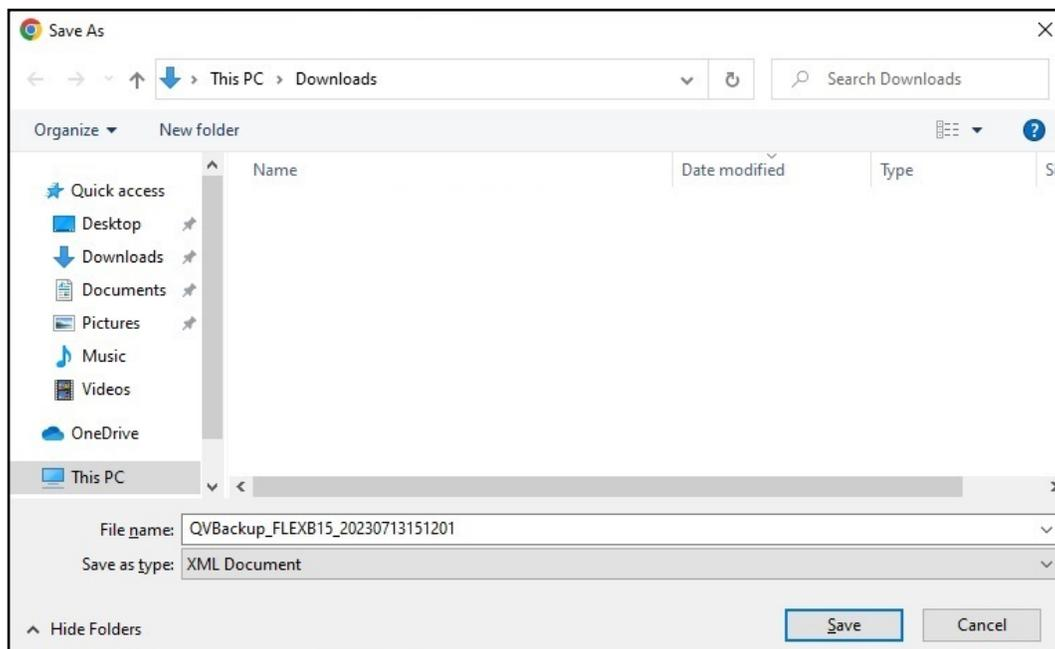 Save As
This PC > Downloads
Search Downloads
Organize
New folder
Name
Date modified
Type
Quick access
Desktop
Downloads
Documents
Pictures
Music
Videos
OneDrive
This PC
File name: QVBackup_FLEXB15_20230713151201
Save as type: XML Document
Hide Folders
Save
Cancel